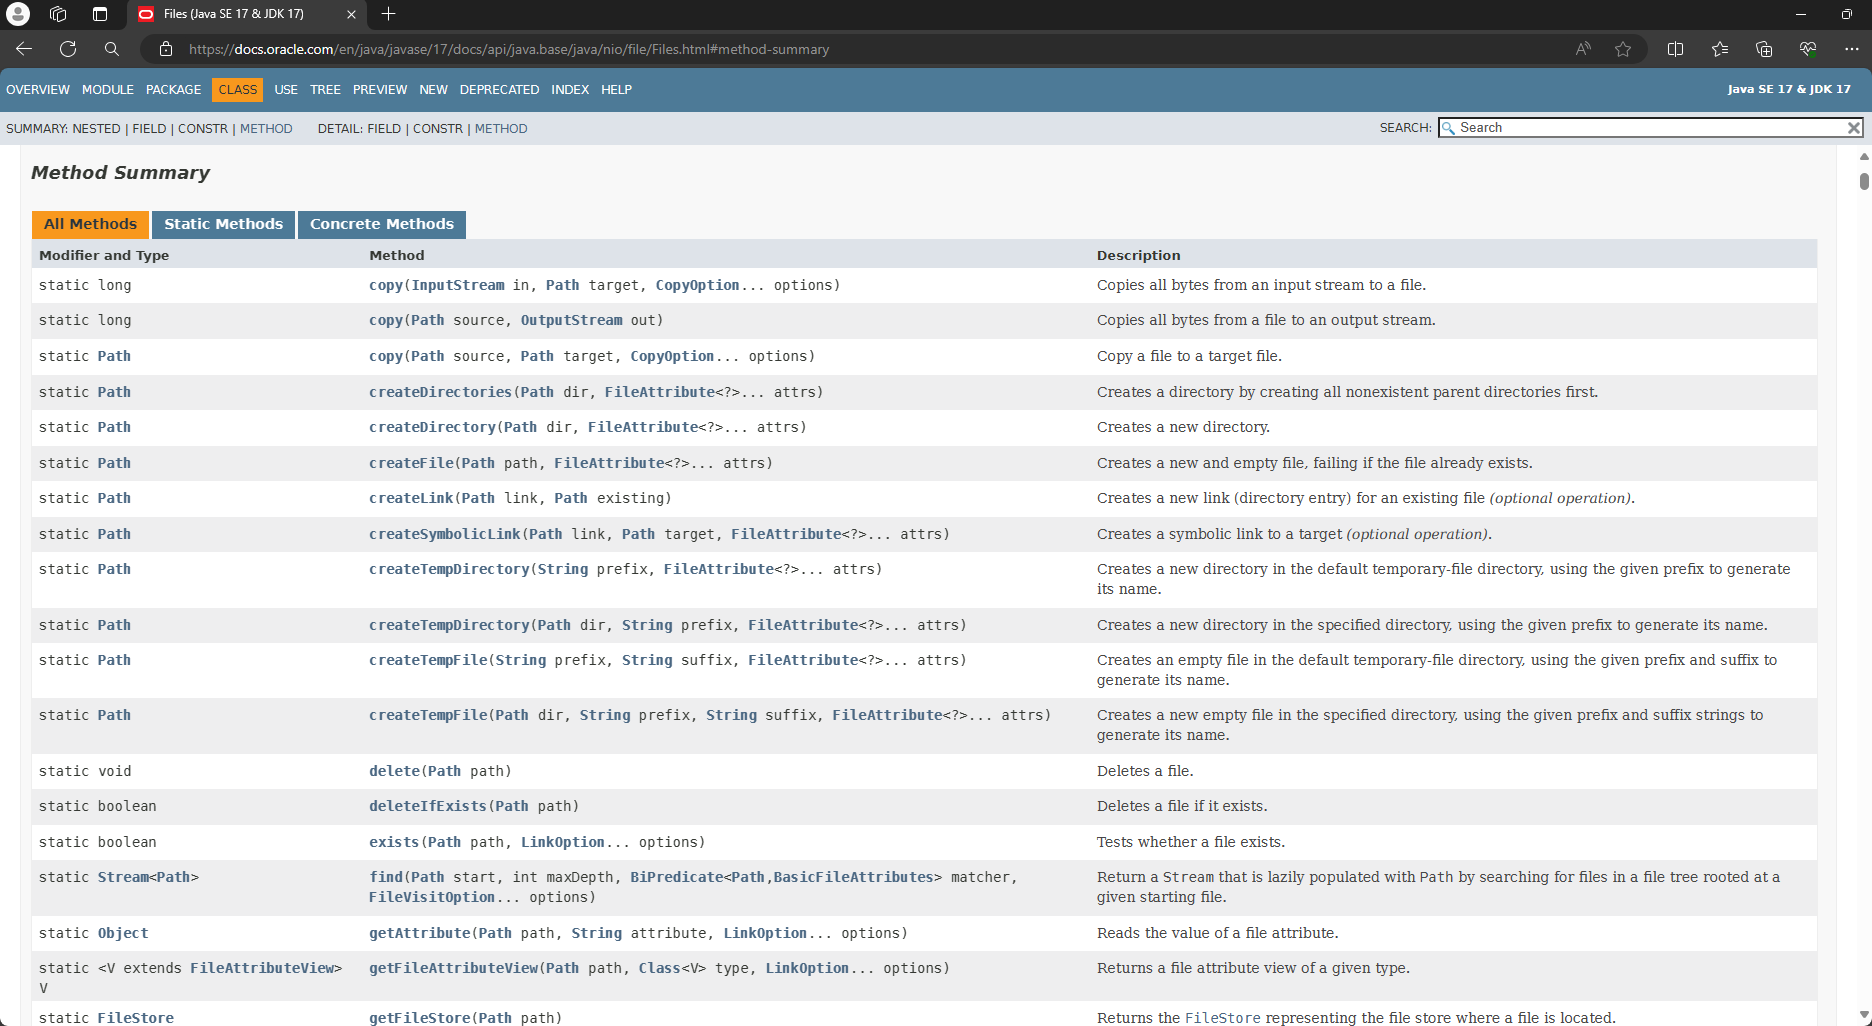 Files (Java SE 17 & JDK 17)
https://docs.oracle.com/en/java/javase/17/docs/api/java.base/java/nio/file/Files.html#method-summary
OVERVIEW MODULE PACKAGE CLASS USE TREE PREVIEW NEW DEPRECATED INDEX HELP Java SE 17 & JDK 17
SUMMARY: NESTED | FIELD | CONSTR | METHOD DETAIL: FIELD | CONSTR | METHOD SEARCH: Search
Method Summary
All Methods Static Methods Concrete Methods
Modifier and Type Method Description
static long copy(InputStream in, Path target, CopyOption... options) Copies all bytes from an input stream to a file.
static long copy(Path source, OutputStream out) Copies all bytes from a file to an output stream.
static Path copy(Path source, Path target, CopyOption... options) Copy a file to a target file.
static Path createDirectories(Path dir, FileAttribute<?>... attrs) Creates a directory by creating all nonexistent parent directories first.
static Path createDirectory(Path dir, FileAttribute<?>... attrs) Creates a new directory.
static Path createFile(Path path, FileAttribute<?>... attrs) Creates a new and empty file, failing if the file already exists.
static Path createLink(Path link, Path existing) Creates a new link (directory entry) for an existing file (optional operation).
static Path createSymbolicLink(Path link, Path target, FileAttribute<?>... attrs) Creates a symbolic link to a target (optional operation).
static Path createTempDirectory(String prefix, FileAttribute<?>... attrs) Creates a new directory in the default temporary-file directory, using the given prefix to generate
its name.
static Path createTempDirectory(Path dir, String prefix, FileAttribute<?>... attrs) Creates a new directory in the specified directory, using the given prefix to generate its name.
static Path createTempFile(String prefix, String suffix, FileAttribute<?>... attrs) Creates an empty file in the default temporary-file directory, using the given prefix and suffix to
generate its name.
static Path createTempFile(Path dir, String prefix, String suffix, FileAttribute<?>... attrs) Creates a new empty file in the specified directory, using the given prefix and suffix strings to
generate its name.
static void delete(Path path) Deletes a file.
static boolean deleteIfExists(Path path) Deletes a file if it exists.
static boolean exists(Path path, LinkOption... options) Tests whether a file exists.
static Stream<Path> find(Path start, int maxDepth, BiPredicate<Path,BasicFileAttributes> matcher, Return a Stream that is lazily populated with Path by searching for files in a file tree rooted at a
FileVisitOption... options) given starting file.
static Object getAttribute(Path path, String attribute, LinkOption... options) Reads the value of a file attribute.
static <V extends FileAttributeView> getFileAttributeView(Path path, Class<V> type, LinkOption... options) Returns a file attribute view of a given type.
V
static FileStore getFileStore(Path path) Returns the FileStore representing the file store where a file is located.